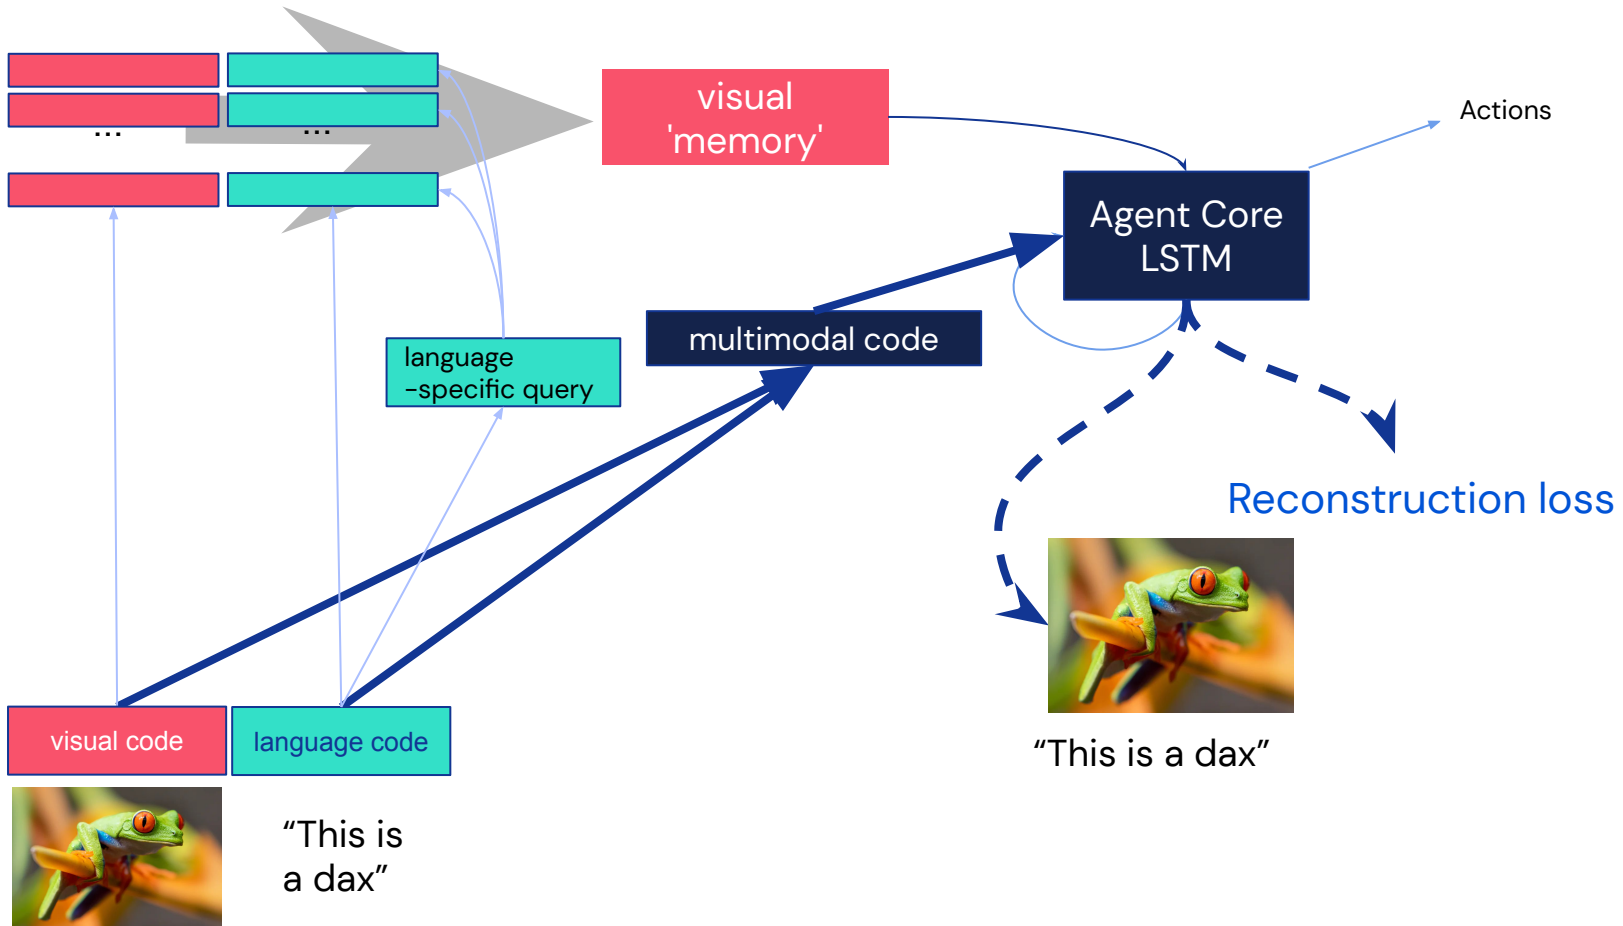 ...
...
visual
'memory'
Actions
Agent Core
LSTM
multimodal code
language
-specific query
Reconstruction loss
visual code
language code
“This is a dax”
“This is
a dax”